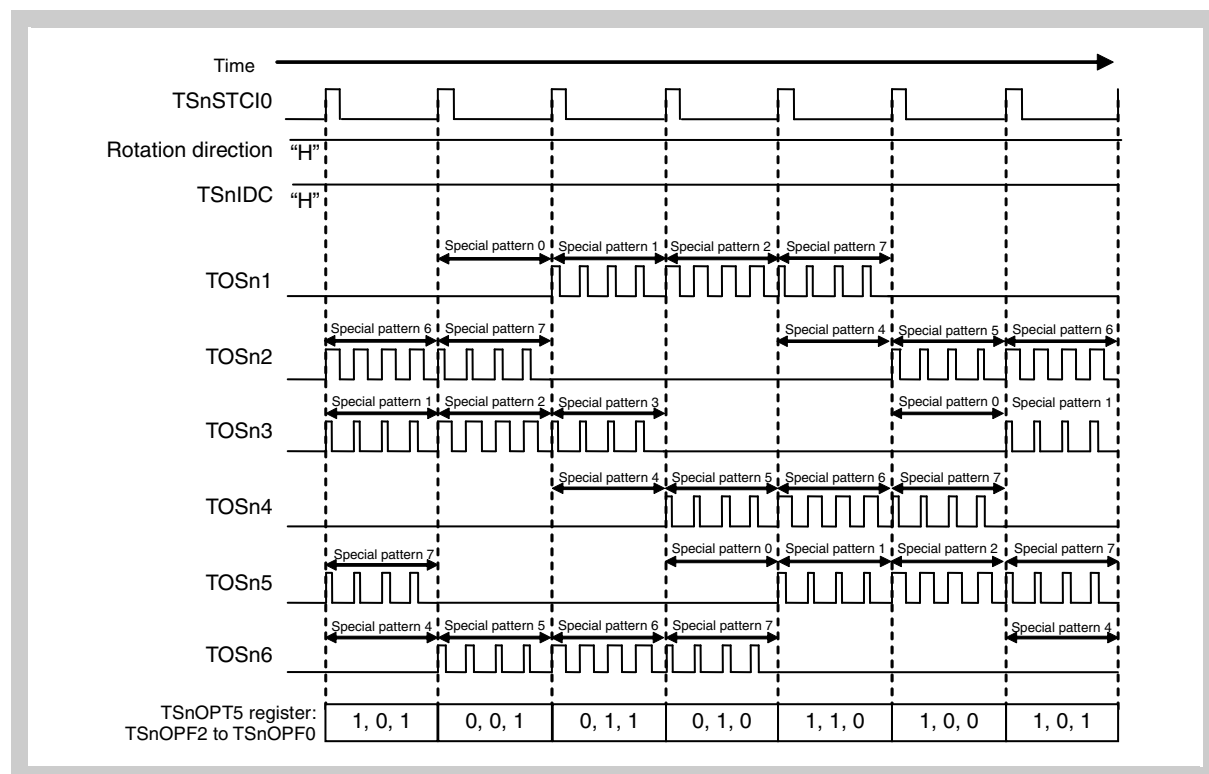 Time
TSnSTCI0
Rotation direction "H"
TSnIDC "H"
Special pattern 0 Special pattern 1 Special pattern 2 Special pattern 7
TOSn1
Special pattern 6 Special pattern 7 Special pattern 4 Special pattern 5 Special pattern 6
TOSn2
Special pattern 1 Special pattern 2 Special pattern 3 Special pattern 0 Special pattern 1
TOSn3
Special pattern 4 Special pattern 5 Special pattern 6 Special pattern 7
TOSn4
Special pattern 7 Special pattern 0 Special pattern 1 Special pattern 2 Special pattern 7
TOSn5
Special pattern 4 Special pattern 5 Special pattern 6 Special pattern 7 Special pattern 4
TOSn6
TSnOPT5 register:
TSnOPF2 to TSnOPF0
1, 0, 1 0, 0, 1 0, 1, 1 0, 1, 0 1, 1, 0 1, 0, 0 1, 0, 1